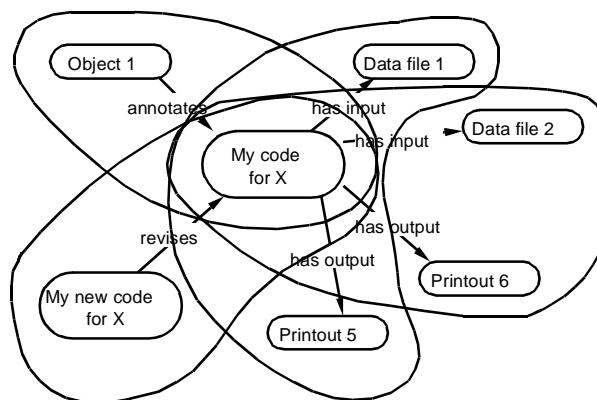 Object 1
Data file 1
annotates
has input
Data file 2
has input
My code
for X
has output
revises
has output
Printout 6
My new code
for X
Printout 5